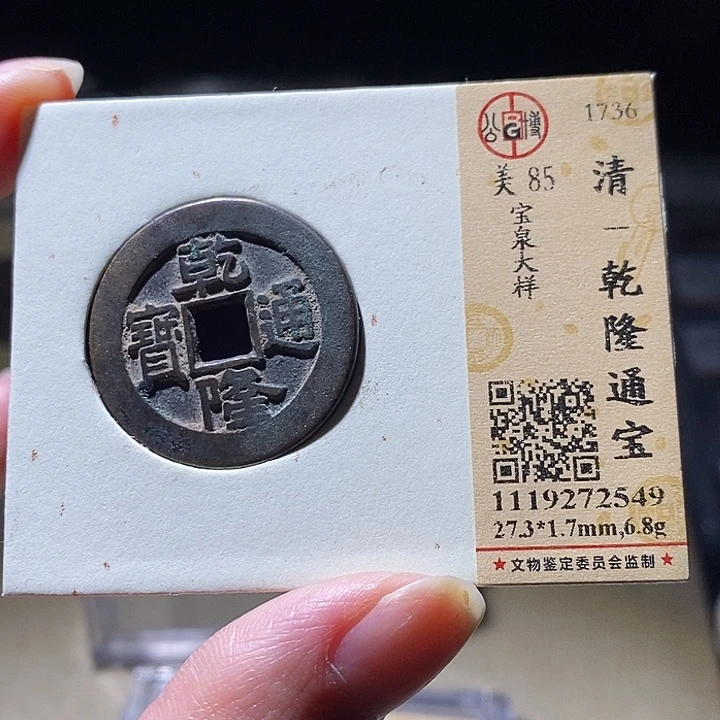 乾隆通寶
公博
G
1736
美 85
宝泉大样
清—乾隆通宝
1119272549
27.3*1.7mm,6.8g
★文物鉴定委员会监制★